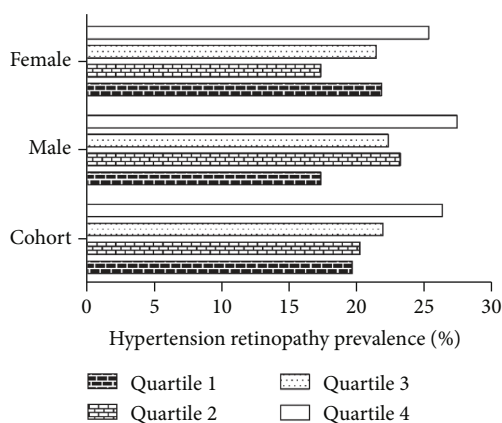 Female
Male
Cohort
0 5 10 15 20 25 30
Hypertension retinopathy prevalence (%)
Quartile 1 Quartile 3
Quartile 2 Quartile 4